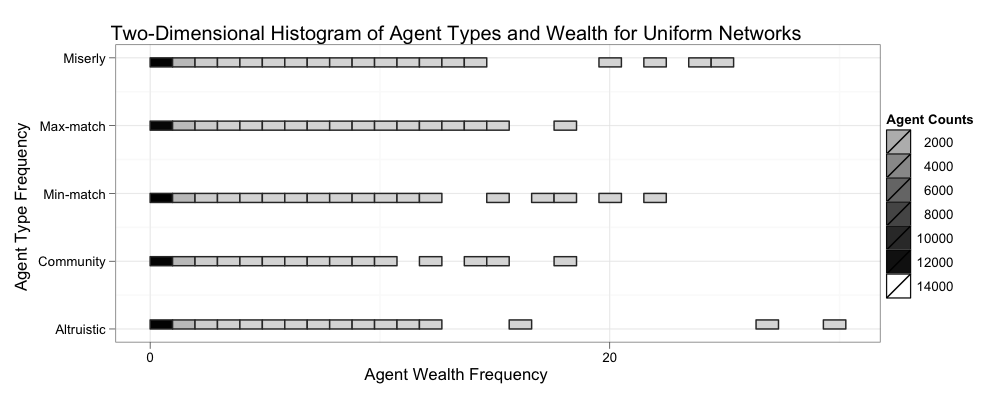 Two-Dimensional Histogram of Agent Types and Wealth for Uniform Networks
Miserly
Max-match
Min-match
Community
Altruistic
Agent Type Frequency
0
20
Agent Wealth Frequency
Agent Counts
2000
4000
6000
8000
10000
12000
14000